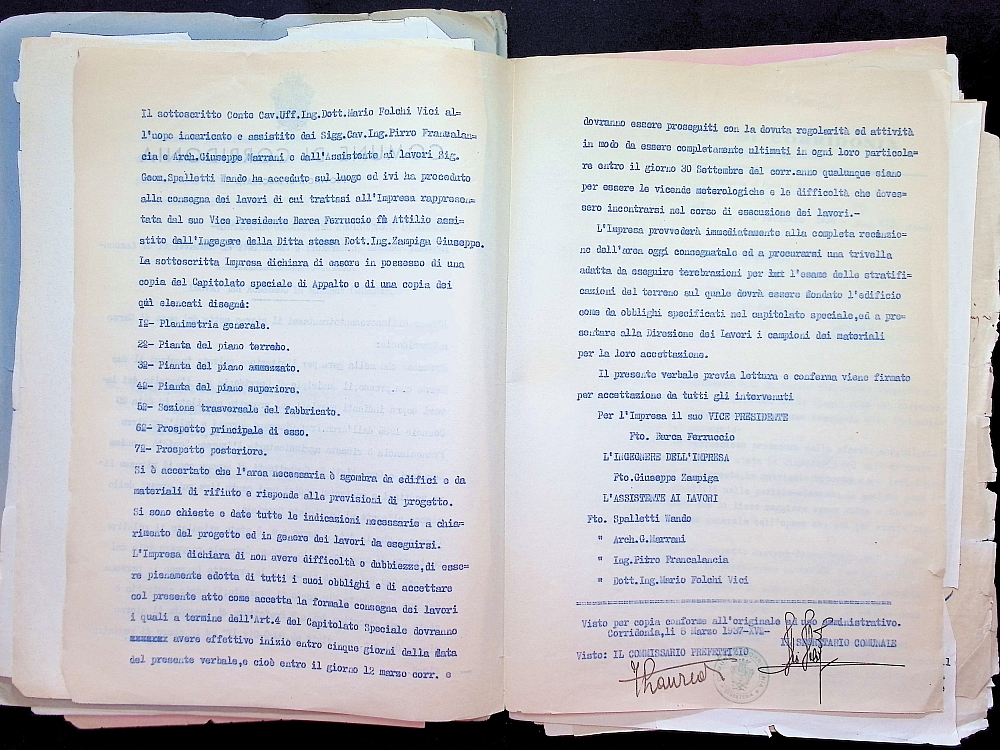 Il sottoscritto Conte Cav.Uff.Ing.Dott.Mario Folchi Vici al=
l'uopo incaricato e assistito dai Sigg.Cav.Ing.Pirro Franzalan=
cia e Arch.Giuseppe Marrani e dall'Assistente ai lavori Sig.
Geom.Spalletti Wando ha acceduto sul luogo ed ivi ha proceduto
alla consegna dei lavori di cui trattasi all'Impresa rappresen=
tata dal suo Vice Presidente Barca Ferruccio fù Attilio assi=
stito dall'Ingegere della Ditta stessa Dott.Ing.Zampiga Giuseppe.
La sottoscritta Impresa dichiara di essere in possesso di una
copia del Capitolato speciale di Appalto e di una copia dei
qui elencati disegni:
1º- Planimetria generale.
2º- Pianta del piano terreno.
3º- Pianta del piano ammezzato.
4º- Pianta del piano superiore.
5º- Sezione trasversale del fabbricato.
6º- Prospetto principale di esso.
7º- Prospetto posteriore.
Si è accertato che l'area necessaria è sgombra da edifici e da
materiali di rifiuto e risponde alle previsioni di progetto.
Si sono chieste e date tutte le indicazioni necessarie a chia=
rimento del progetto ed in genere dei lavori da eseguirsi.
L'Impresa dichiara di non avere difficoltà o dubbiezze,di esse=
re pienamente edotta di tutti i suoi obblighi e di accettare
col presente atto come accetta la formale consegna dei lavori
i quali a termine dell'Art.4 del Capitolato Speciale dovranno
avere effettivo inizio entro cinque giorni dalla data
del presente verbale,e cioè entro il giorno 12 marzo corr. e
dovranno essere proseguiti con la dovuta regolarità ed attività
in modo da essere completamente ultimati in ogni loro particola=
re entro il giorno 30 Settembre del corr.anno qualunque siano
per essere le vicende meterologiche e le difficoltà che doves=
sero incontrarsi nel corso di esecuzione dei lavori.-
L'Impresa provvederà immediatamente alla completa recinzio=
ne dell'area oggi consegnatale ed a procurarsi una trivella
adatta da eseguire terebrazioni per l'esame delle stratifi=
cazioni del terreno sul quale dovrà essere fondato l'edificio
come da obblighi specificati nel capitolato speciale,ed a pre=
sentare alla Direzione dei Lavori i campioni dei materiali
per la loro accettazione.
Il presente verbale previa lettura e conferma viene firmato
per accettazione da tutti gli intervenuti
Per l'Impresa il suo VICE PRESIDENTE
Fto. Barca Ferruccio
L'INGEGNERE DELL'IMPRESA
Fto.Giuseppe Zampiga
L'ASSISTENTE AI LAVORI
Fto. Spalletti Wando
" Arch.G.Marrani
" Ing.Pirro Francalancia
" Dott.Ing.Mario Folchi Vici
Visto per copia conforme all'originale ad uso amministrativo.
Corridonia,li 6 Marzo 1937-XV-
IL SEGRETARIO COMUNALE
Visto: IL COMMISSARIO PREFETTIZIO